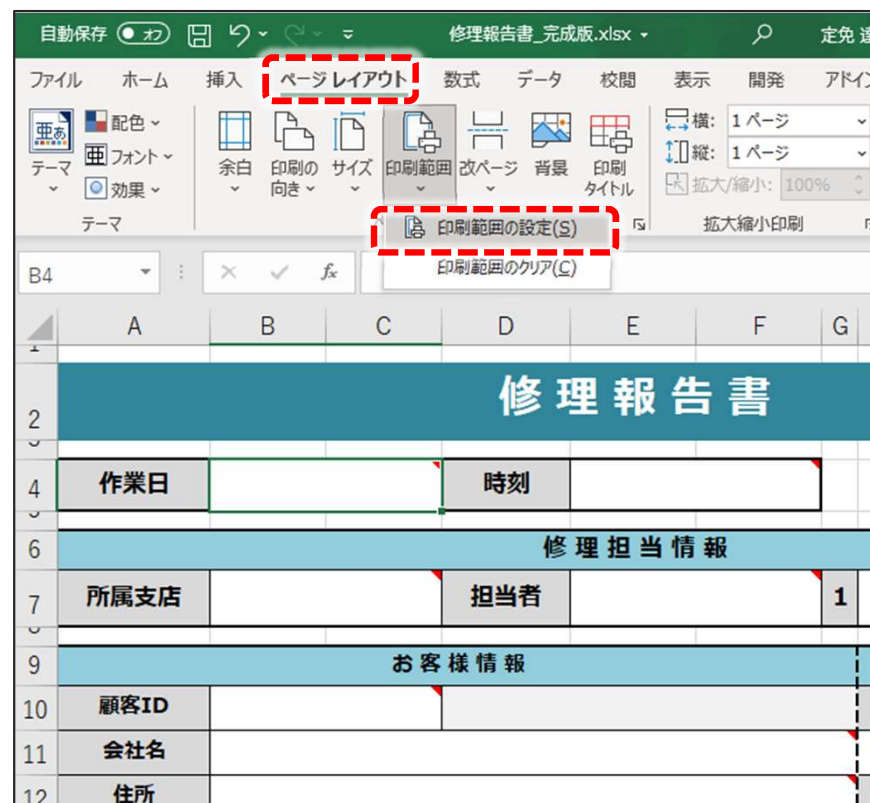 自動保存 オフ 修理報告書_完成版.xlsx 定免
ファイル ホーム 挿入 ページ レイアウト 数式 データ 校閲 表示 開発 アドイン
配色 横: 1 ページ
亜あ 亜 フォント 縦: 1 ページ
テーマ 効果 余白 印刷の向き サイズ 印刷範囲 改ページ 背景 印刷タイトル 拡大/縮小: 100%
テーマ 印刷範囲の設定(S) 拡大縮小印刷
印刷範囲のクリア(C)
B4 fx
A B C D E F G
1
2 修理報告書
4 作業日 時刻
6 修理担当情報
7 所属支店 担当者 1
9 お客様情報
10 顧客ID
11 会社名
12 住所